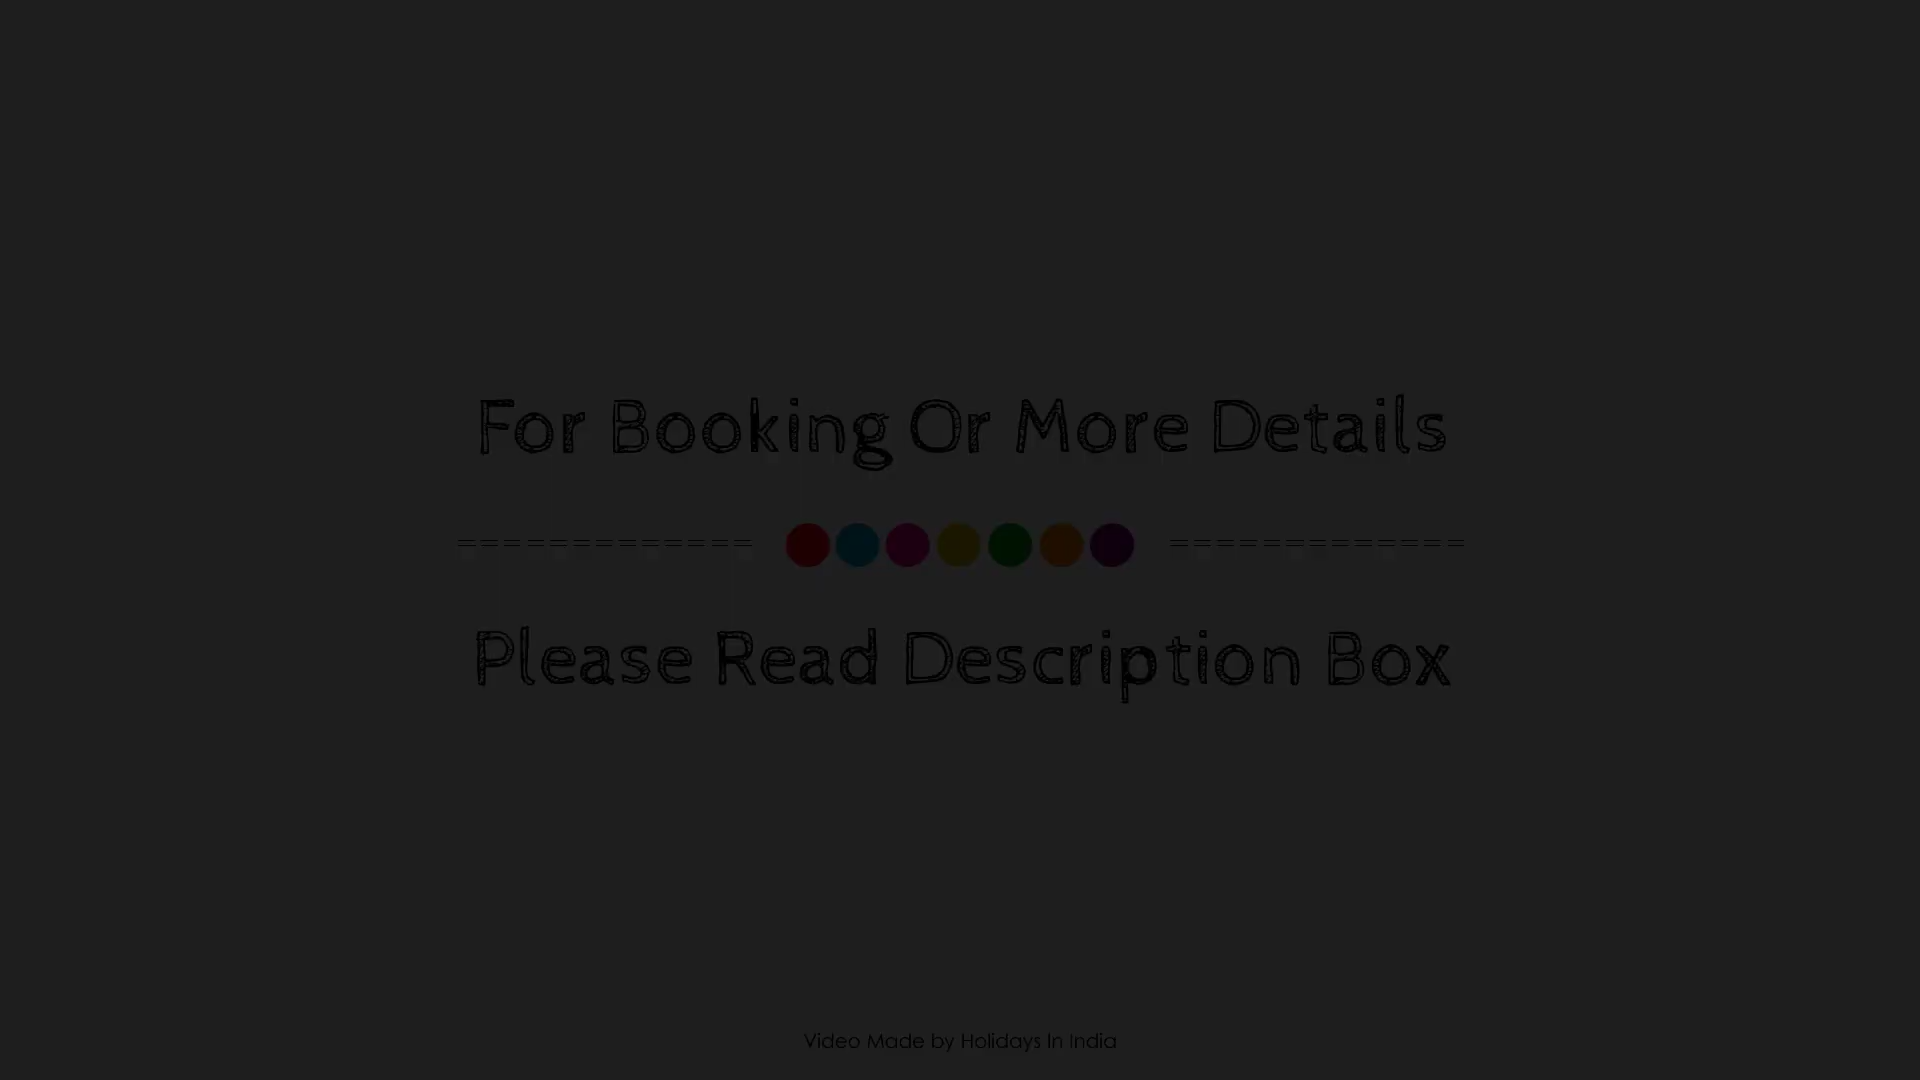 For Booking Or More Details
============= =============
Please Read Description Box
Video Made by Holidays In India